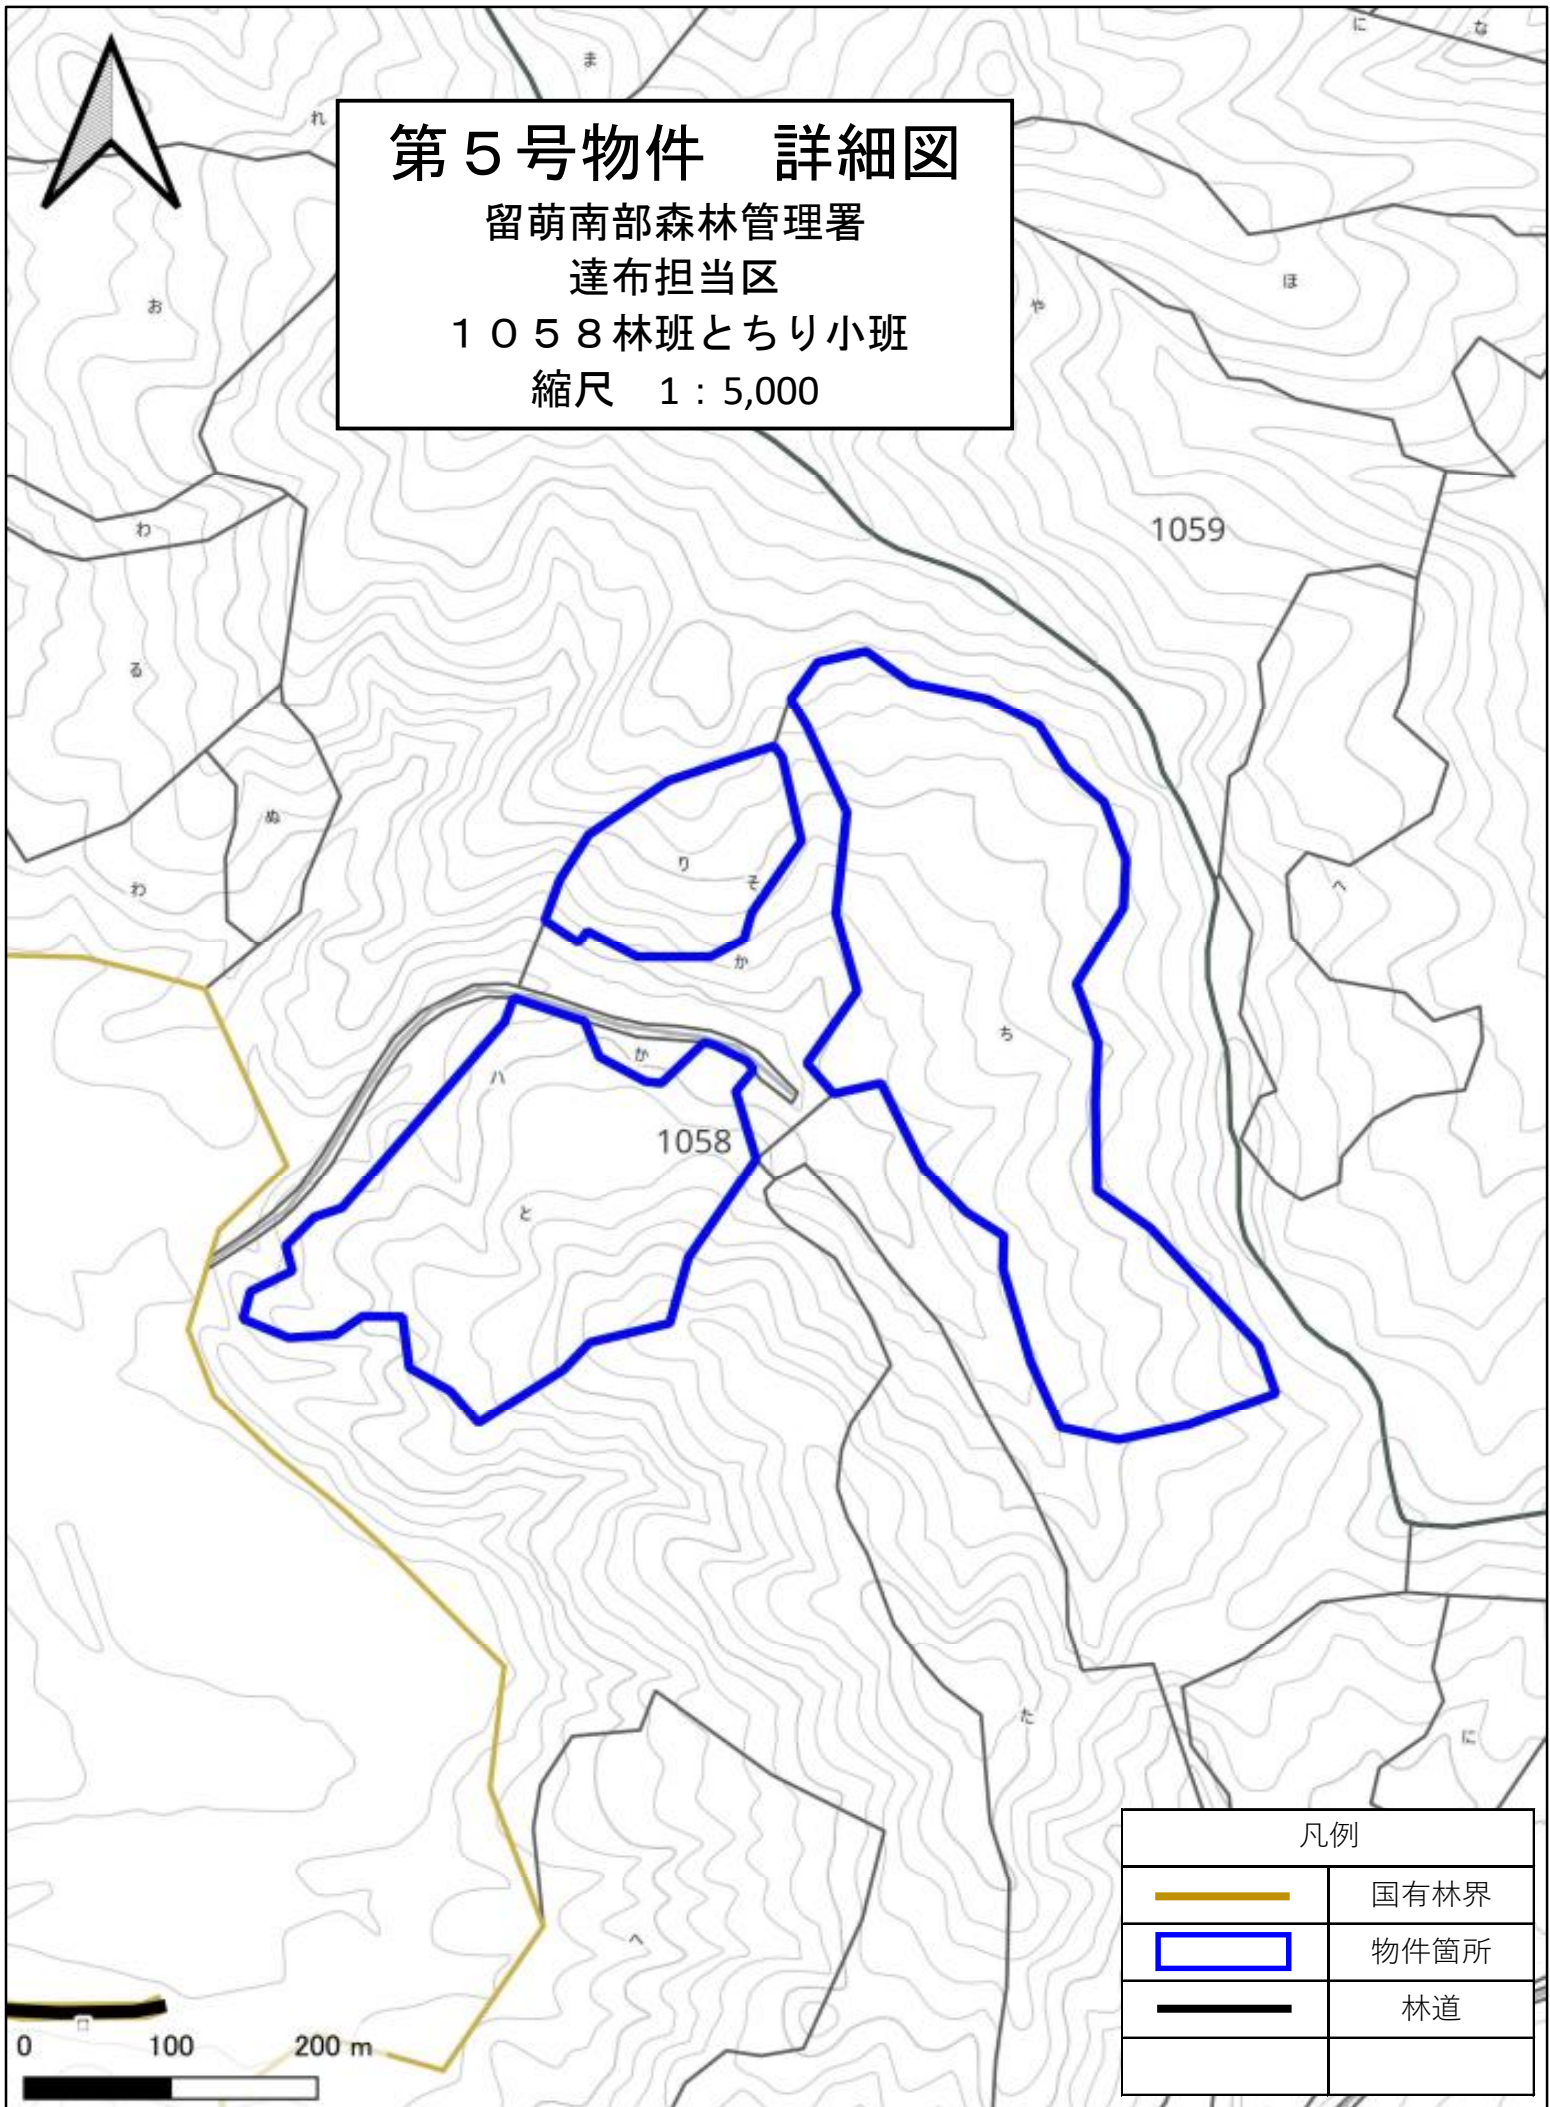 に
な
ま
れ
第５号物件　詳細図
留萌南部森林管理署
達布担当区
１０５８林班とちり小班
縮尺　1：5,000
お
や
ほ
わ
1059
る
ぬ
わ
り
そ
へ
か
ち
か
ハ
1058
と
た
に
へ
凡例
国有林界
物件箇所
林道
ロ
0 100 200 m